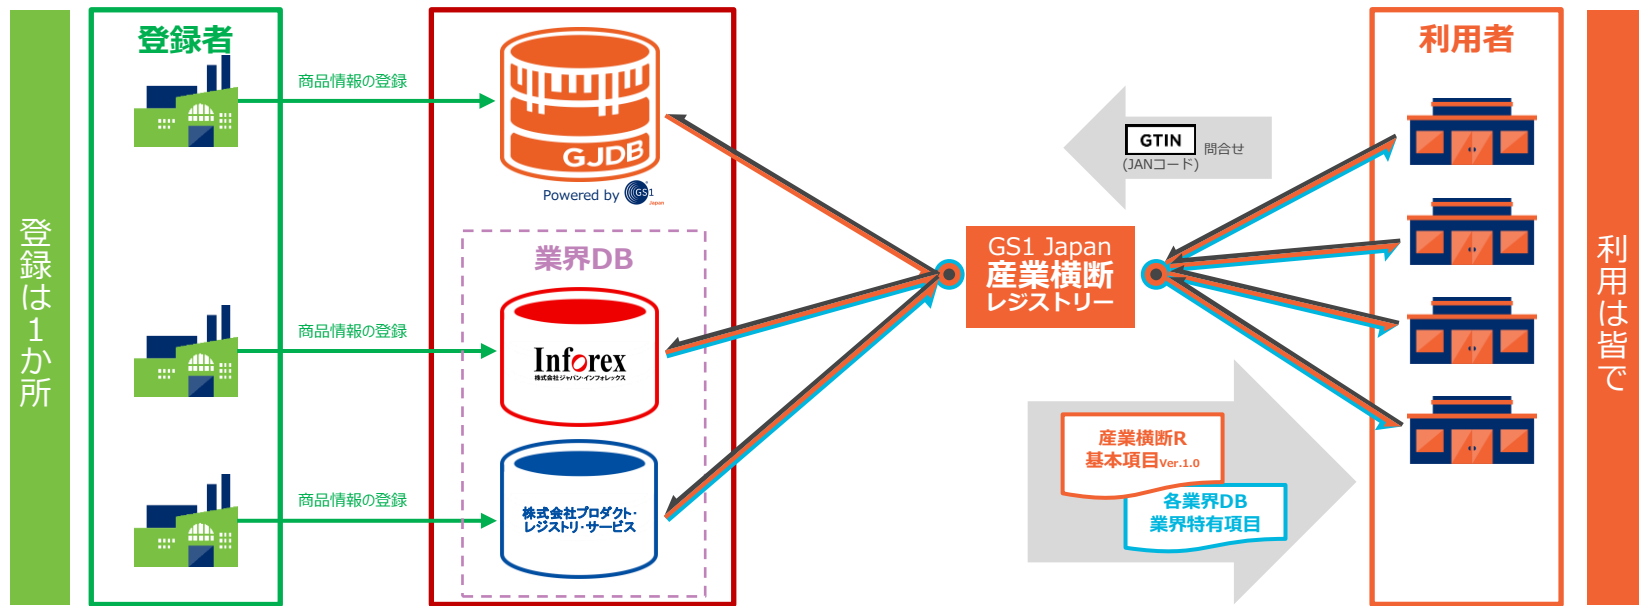 登録は1か所
登録者
商品情報の登録
商品情報の登録
商品情報の登録
GJDB
Powered by GS1 Japan
業界DB
Inforex
株式会社ジャパン・インフォレックス
株式会社プロダクト・
レジストリ・サービス
GS1 Japan
産業横断
レジストリー
GTIN
(JANコード)
問合せ
産業横断R
基本項目Ver.1.0
各業界DB
業界特有項目
利用者
利用は皆で